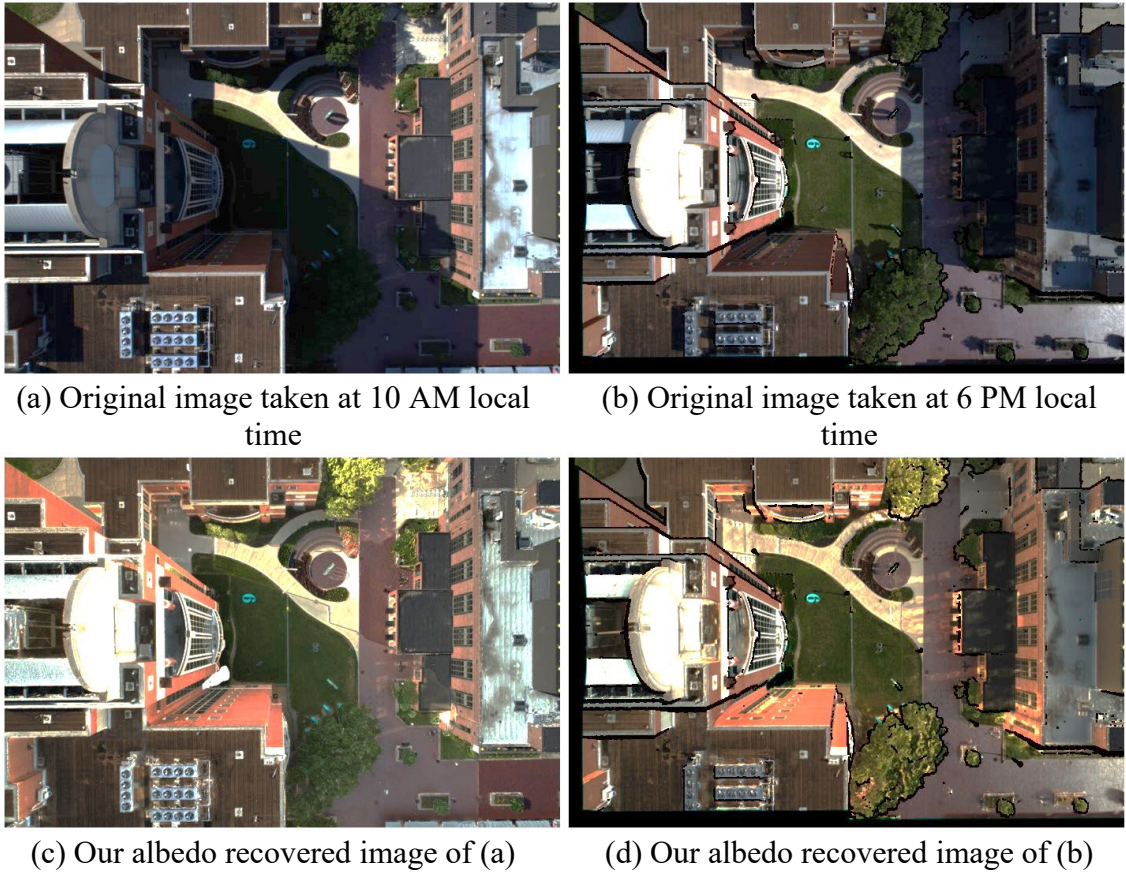 (a) Original image taken at 10 AM local
time
(b) Original image taken at 6 PM local
time
(c) Our albedo recovered image of (a)
(d) Our albedo recovered image of (b)